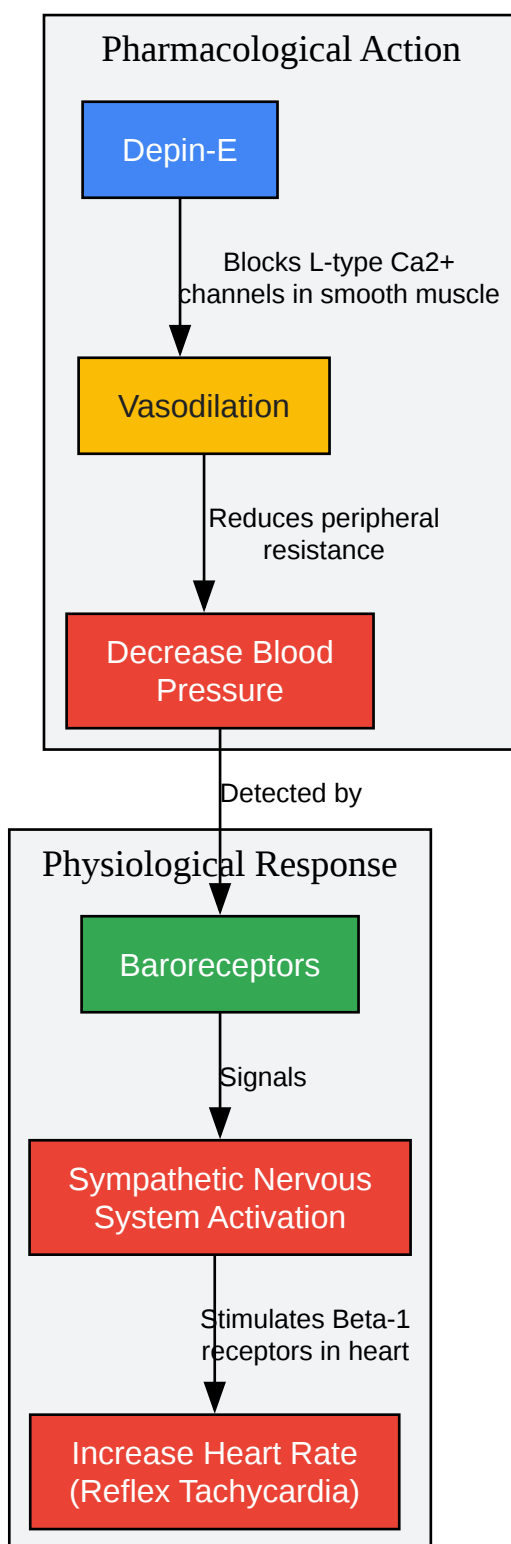 Pharmacological Action
Depin-E
Blocks L-type Ca2+
channels in smooth muscle
Vasodilation
Reduces peripheral
resistance
Decrease Blood
Pressure
Detected by
Physiological Response
Baroreceptors
Signals
Sympathetic Nervous
System Activation
Stimulates Beta-1
receptors in heart
Increase Heart Rate
(Reflex Tachycardia)